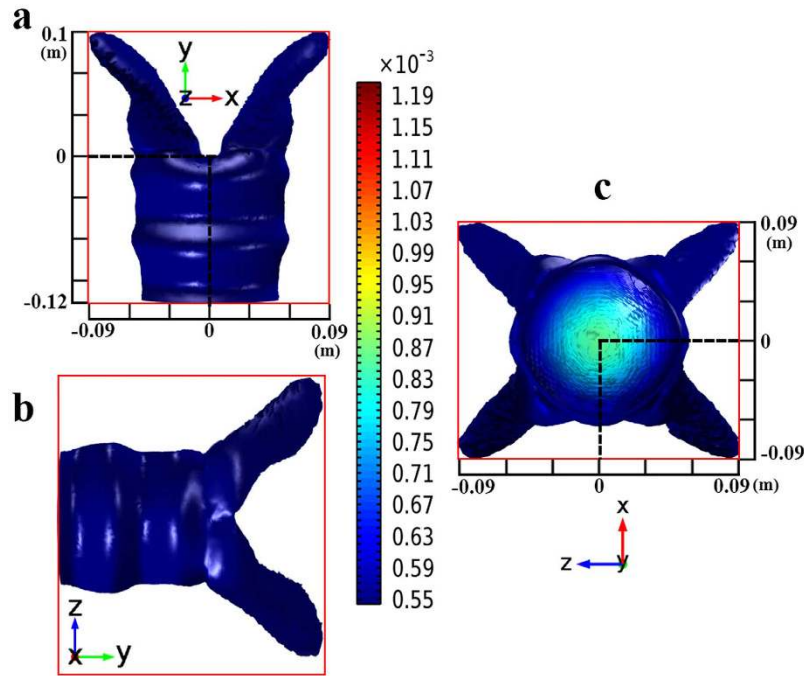 a
0.1
(m)
0
-0.12
-0.09
0
0.09
(m)
y
z
x
×10⁻³
1.19
1.15
1.11
1.07
1.03
0.99
0.95
0.91
0.87
0.83
0.79
0.75
0.71
0.67
0.63
0.59
0.55
b
z
x
y
c
0.09
(m)
0
-0.09
-0.09
0
0.09
(m)
x
z
y